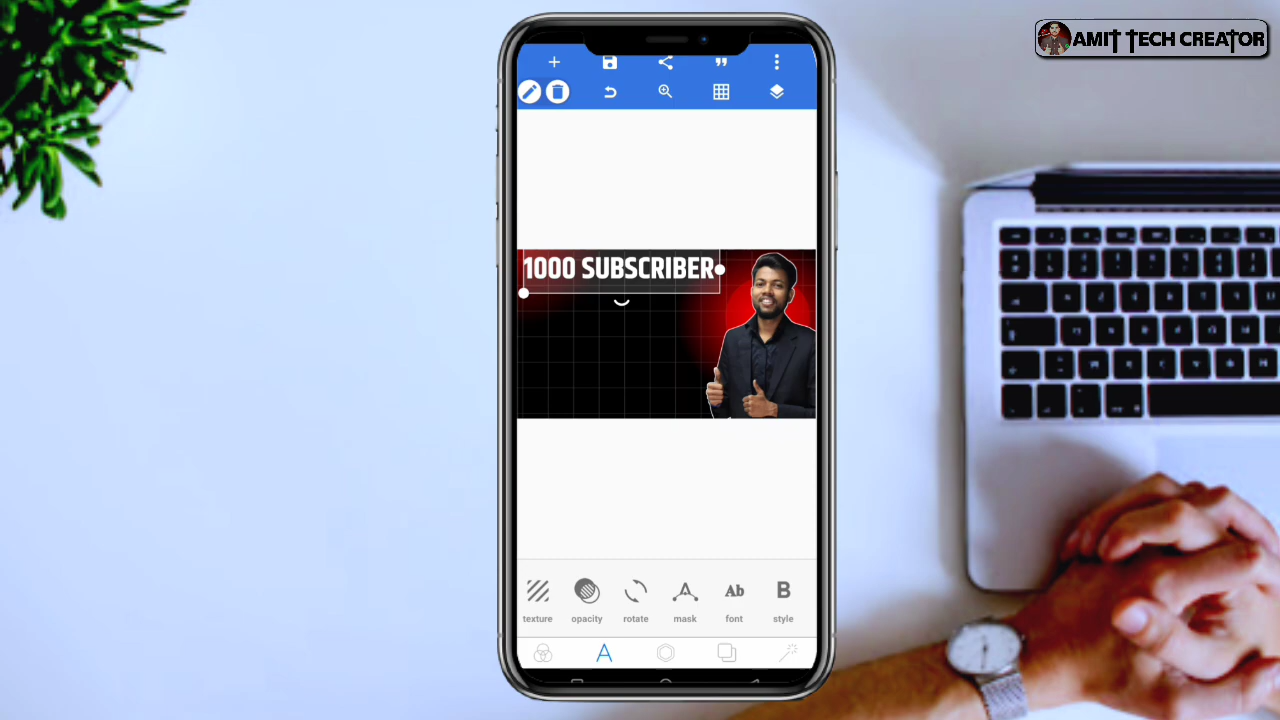 AMIT TECH CREATOR
1000 SUBSCRIBER
texture
opacity
rotate
mask
Ab
font
B
style